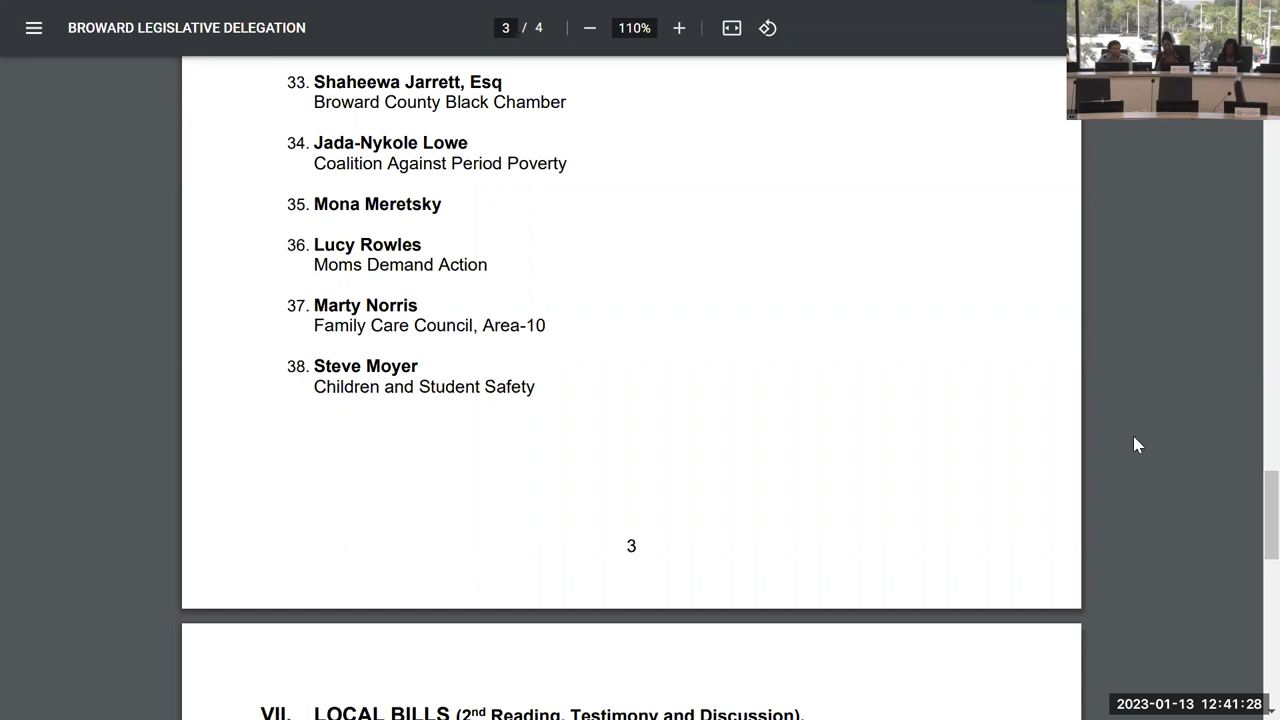 BROWARD LEGISLATIVE DELEGATION
3 / 4
110%
33. Shaheewa Jarrett, Esq
Broward County Black Chamber
34. Jada-Nykole Lowe
Coalition Against Period Poverty
35. Mona Meretsky
36. Lucy Rowles
Moms Demand Action
37. Marty Norris
Family Care Council, Area-10
38. Steve Moyer
Children and Student Safety
3
VII. LOCAL BILLS (2nd Reading, Testimony and Discussion).
2023-01-13 12:41:28